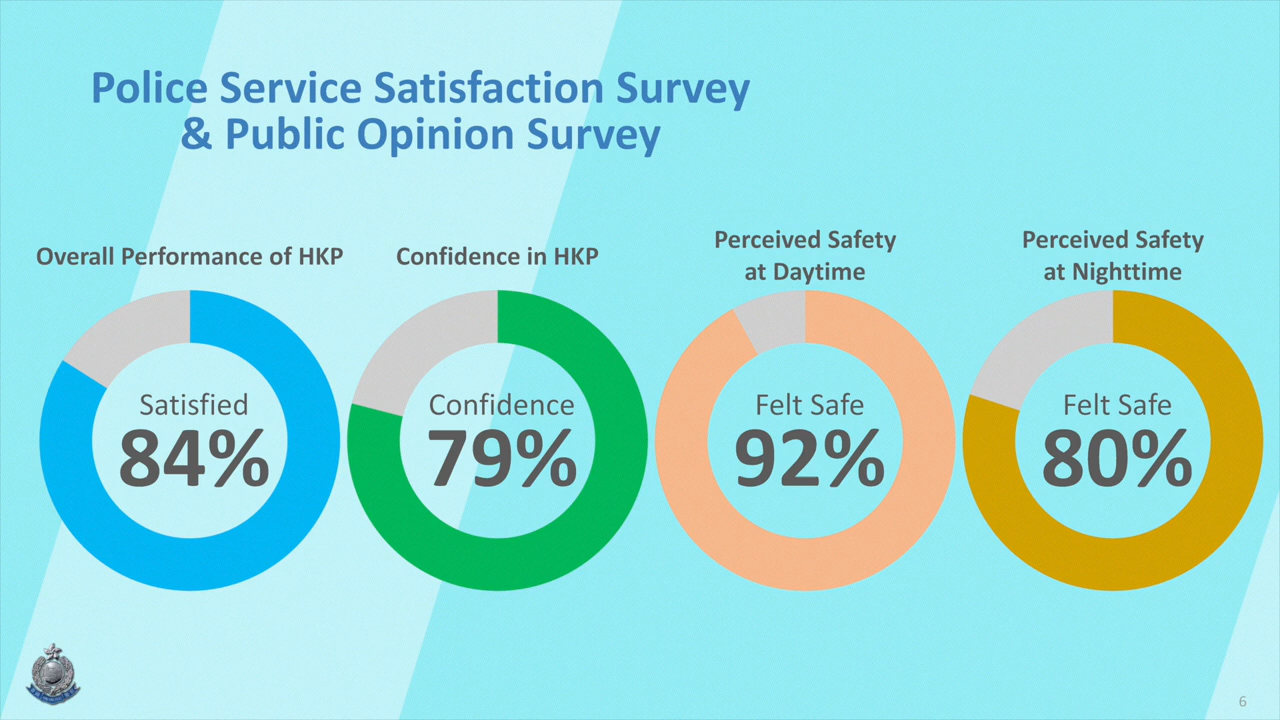 Police Service Satisfaction Survey
& Public Opinion Survey
Overall Performance of HKP
Satisfied
84%
Confidence in HKP
Confidence
79%
Perceived Safety
at Daytime
Felt Safe
92%
Perceived Safety
at Nighttime
Felt Safe
80%
6